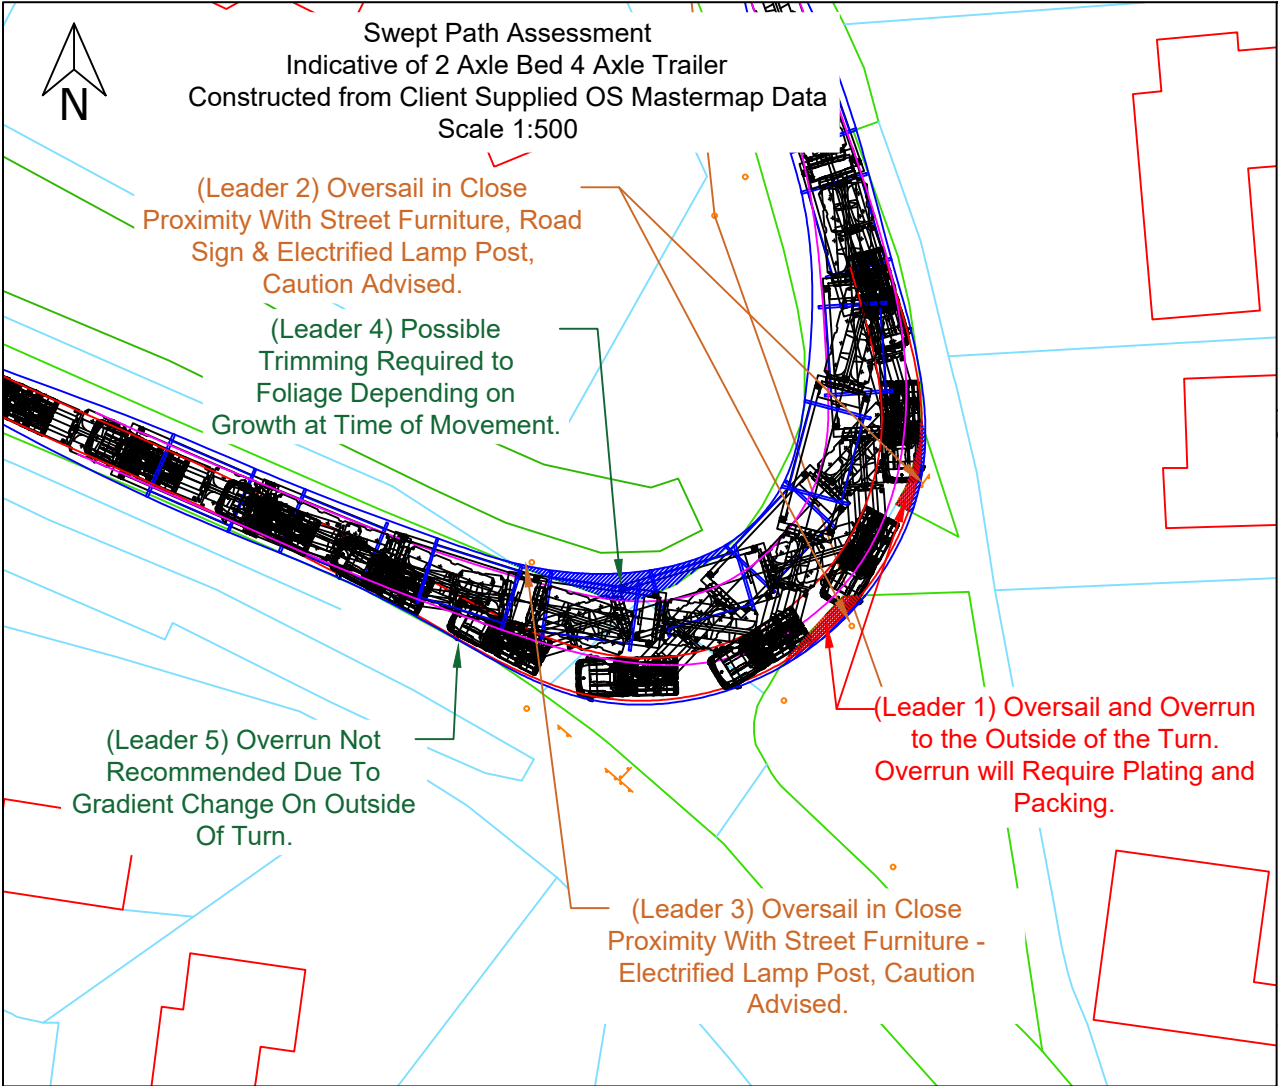 Swept Path Assessment
Indicative of 2 Axle Bed 4 Axle Trailer
Constructed from Client Supplied OS Mastermap Data
Scale 1:500
N
(Leader 2) Oversail in Close
Proximity With Street Furniture, Road
Sign & Electrified Lamp Post,
Caution Advised.
(Leader 4) Possible
Trimming Required to
Foliage Depending on
Growth at Time of Movement.
(Leader 1) Oversail and Overrun
to the Outside of the Turn.
Overrun will Require Plating and
Packing.
(Leader 5) Overrun Not
Recommended Due To
Gradient Change On Outside
Of Turn.
(Leader 3) Oversail in Close
Proximity With Street Furniture -
Electrified Lamp Post, Caution
Advised.